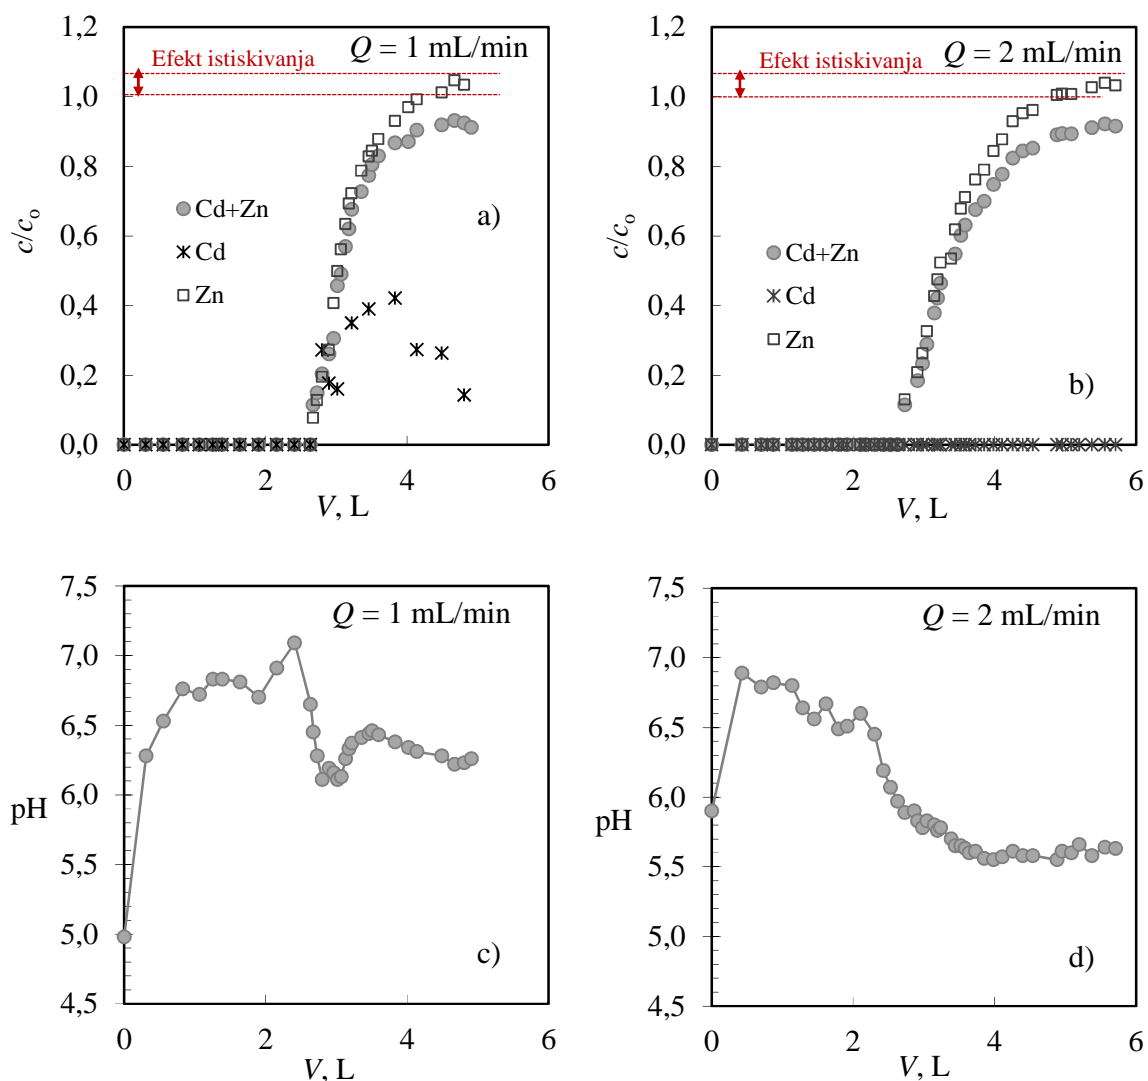 1,2
1,0
0,8
0,6
0,4
0,2
0,0
c/cₒ
Efekt istiskivanja
Q = 1 mL/min
Cd+Zn
Cd
Zn
a)
0 2 4 6
V, L
1,2
1,0
0,8
0,6
0,4
0,2
0,0
c/cₒ
Efekt istiskivanja
Q = 2 mL/min
Cd+Zn
Cd
Zn
b)
0 2 4 6
V, L
7,5
7,0
6,5
6,0
5,5
5,0
4,5
pH
Q = 1 mL/min
c)
0 2 4 6
V, L
7,5
7,0
6,5
6,0
5,5
5,0
4,5
pH
Q = 2 mL/min
d)
0 2 4 6
V, L